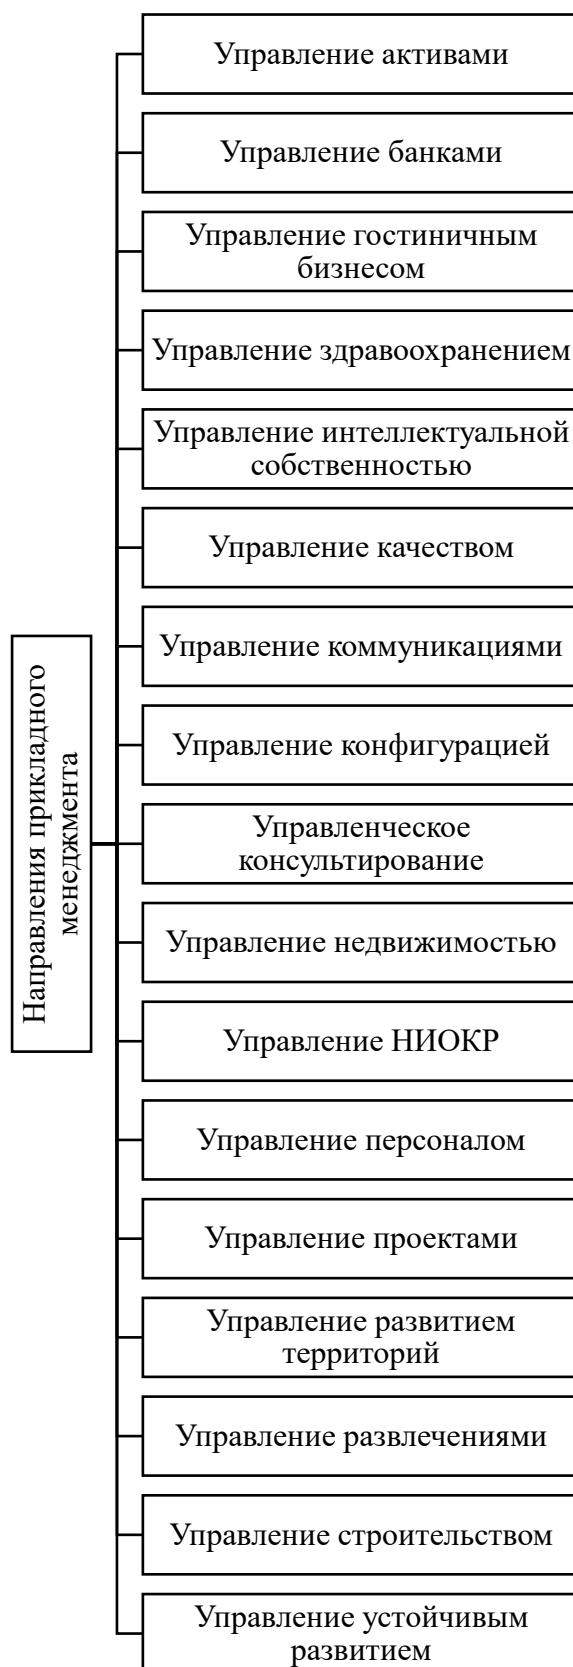 Направления прикладного
менеджмента
Управление активами
Управление банками
Управление гостиничным
бизнесом
Управление здравоохранением
Управление интеллектуальной
собственностью
Управление качеством
Управление коммуникациями
Управление конфигурацией
Управленческое
консультирование
Управление недвижимостью
Управление НИОКР
Управление персоналом
Управление проектами
Управление развитием
территорий
Управление развлечениями
Управление строительством
Управление устойчивым
развитием